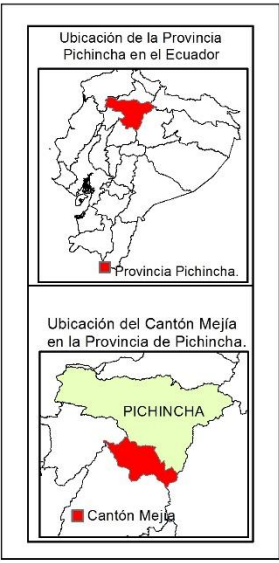 Ubicación de la Provincia
Pichincha en el Ecuador
Provincia Pichincha.
Ubicación del Cantón Mejía
en la Provincia de Pichincha.
PICHINCHA
Cantón Mejía